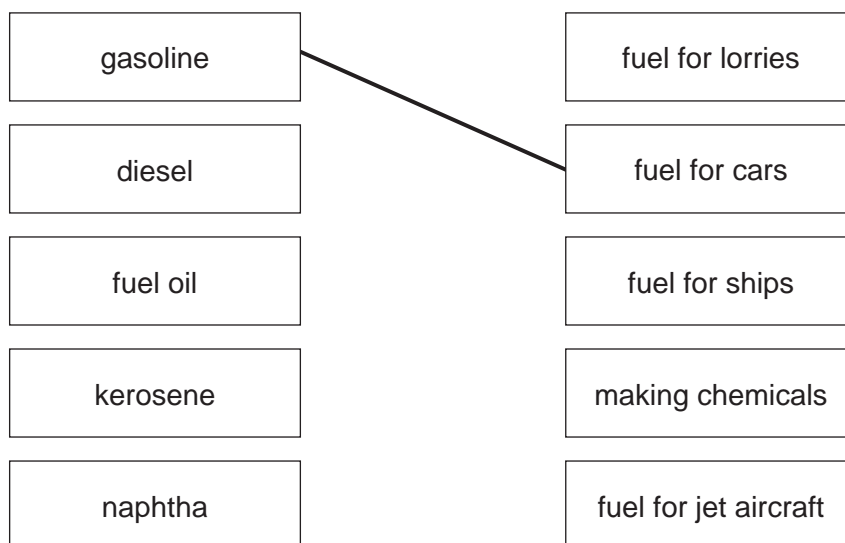 gasoline
fuel for lorries
diesel
fuel for cars
fuel oil
fuel for ships
kerosene
making chemicals
naphtha
fuel for jet aircraft